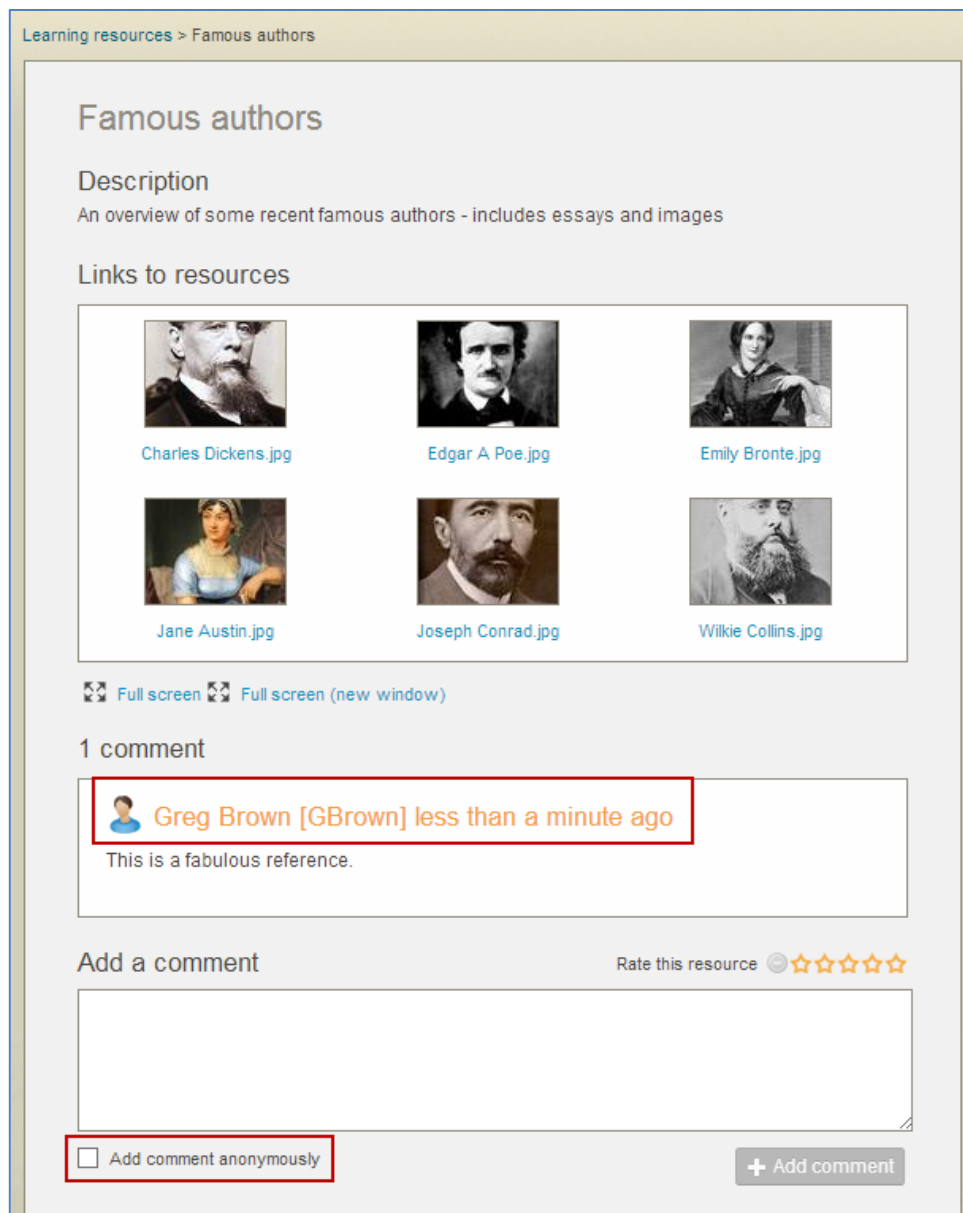 Learning resources > Famous authors
Famous authors
Description
An overview of some recent famous authors - includes essays and images
Links to resources
Charles Dickens.jpg Edgar A Poe.jpg Emily Bronte.jpg
Jane Austin.jpg Joseph Conrad.jpg Wilkie Collins.jpg
Full screen Full screen (new window)
1 comment
Greg Brown [GBrown] less than a minute ago
This is a fabulous reference.
Add a comment Rate this resource
Add comment anonymously + Add comment